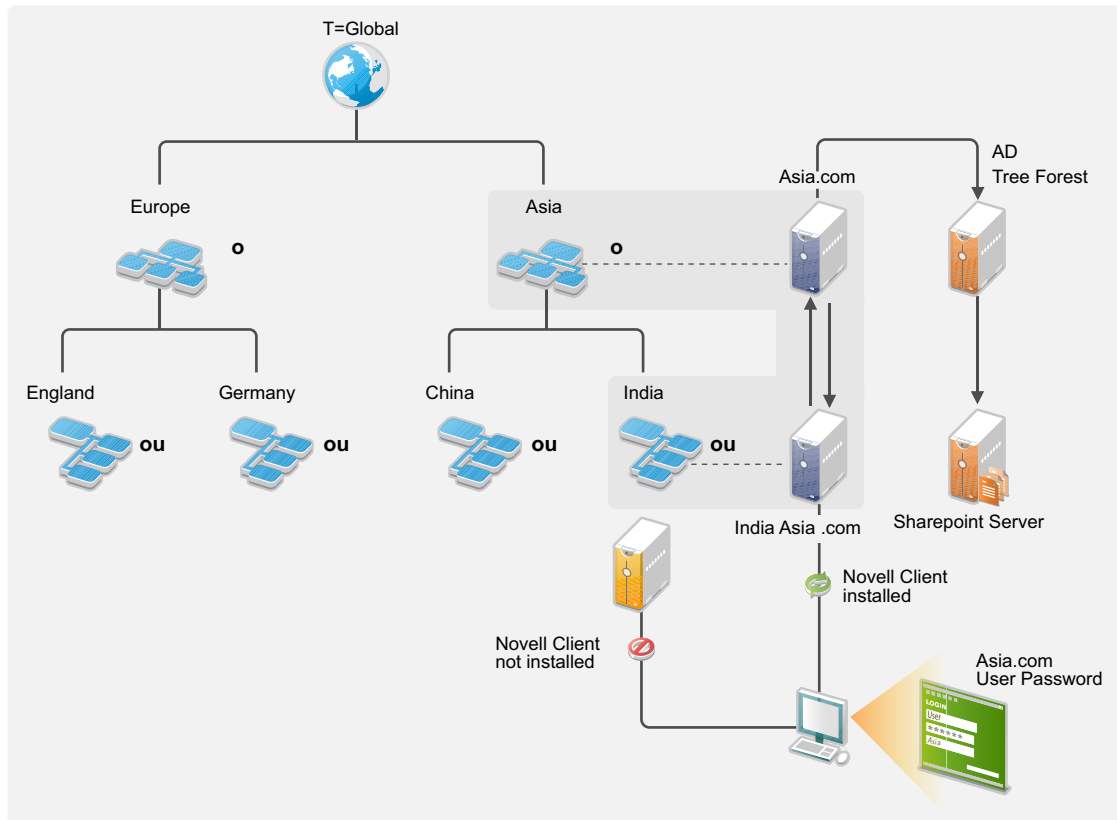 T=Global
AD
Tree Forest
Asia.com
Europe
Asia
o
o
England
Germany
China
India
ou
ou
ou
ou
India Asia .com
Sharepoint Server
Novell Client
installed
Novell Client
not installed
Asia.com
User Password
LOGIN
User
******
Asia